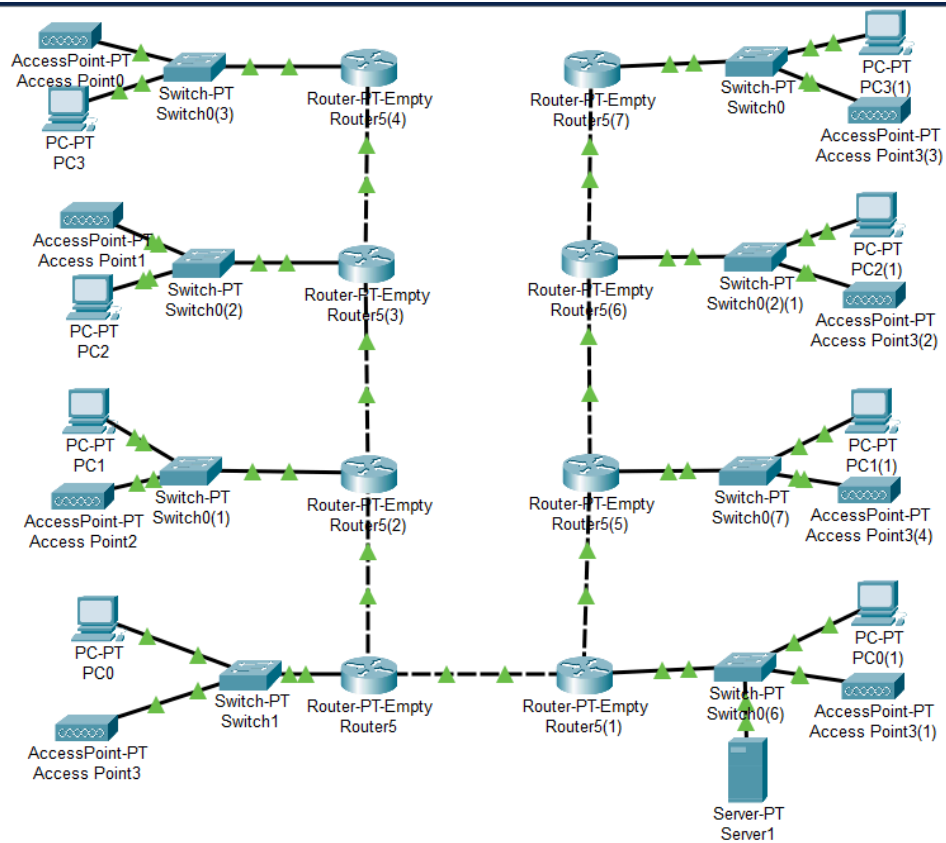 AccessPoint-PT
Access Point0
PC-PT
PC3
Switch-PT
Switch0(3)
Router-PT-Empty
Router5(4)
Router-PT-Empty
Router5(7)
Switch-PT
Switch0
PC-PT
PC3(1)
AccessPoint-PT
Access Point3(3)
AccessPoint-PT
Access Point1
PC-PT
PC2
Switch-PT
Switch0(2)
Router-PT-Empty
Router5(3)
Router-PT-Empty
Router5(6)
Switch-PT
Switch0(2)(1)
PC-PT
PC2(1)
AccessPoint-PT
Access Point3(2)
PC-PT
PC1
AccessPoint-PT
Access Point2
Switch-PT
Switch0(1)
Router-PT-Empty
Router5(2)
Router-PT-Empty
Router5(5)
Switch-PT
Switch0(7)
PC-PT
PC1(1)
AccessPoint-PT
Access Point3(4)
PC-PT
PC0
AccessPoint-PT
Access Point3
Switch-PT
Switch1
Router-PT-Empty
Router5
Router-PT-Empty
Router5(1)
Switch-PT
Switch0(6)
PC-PT
PC0(1)
AccessPoint-PT
Access Point3(1)
Server-PT
Server1